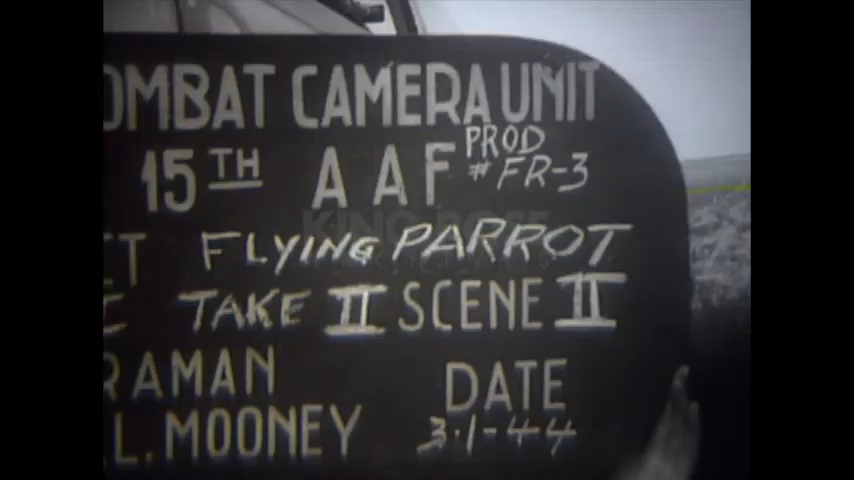 OMBAT CAMERA UNIT
15TH AAF PROD
#FR-3
ET FLYING PARROT
TAKE II SCENE II
RAMAN DATE
L. MOONEY 3-1-44